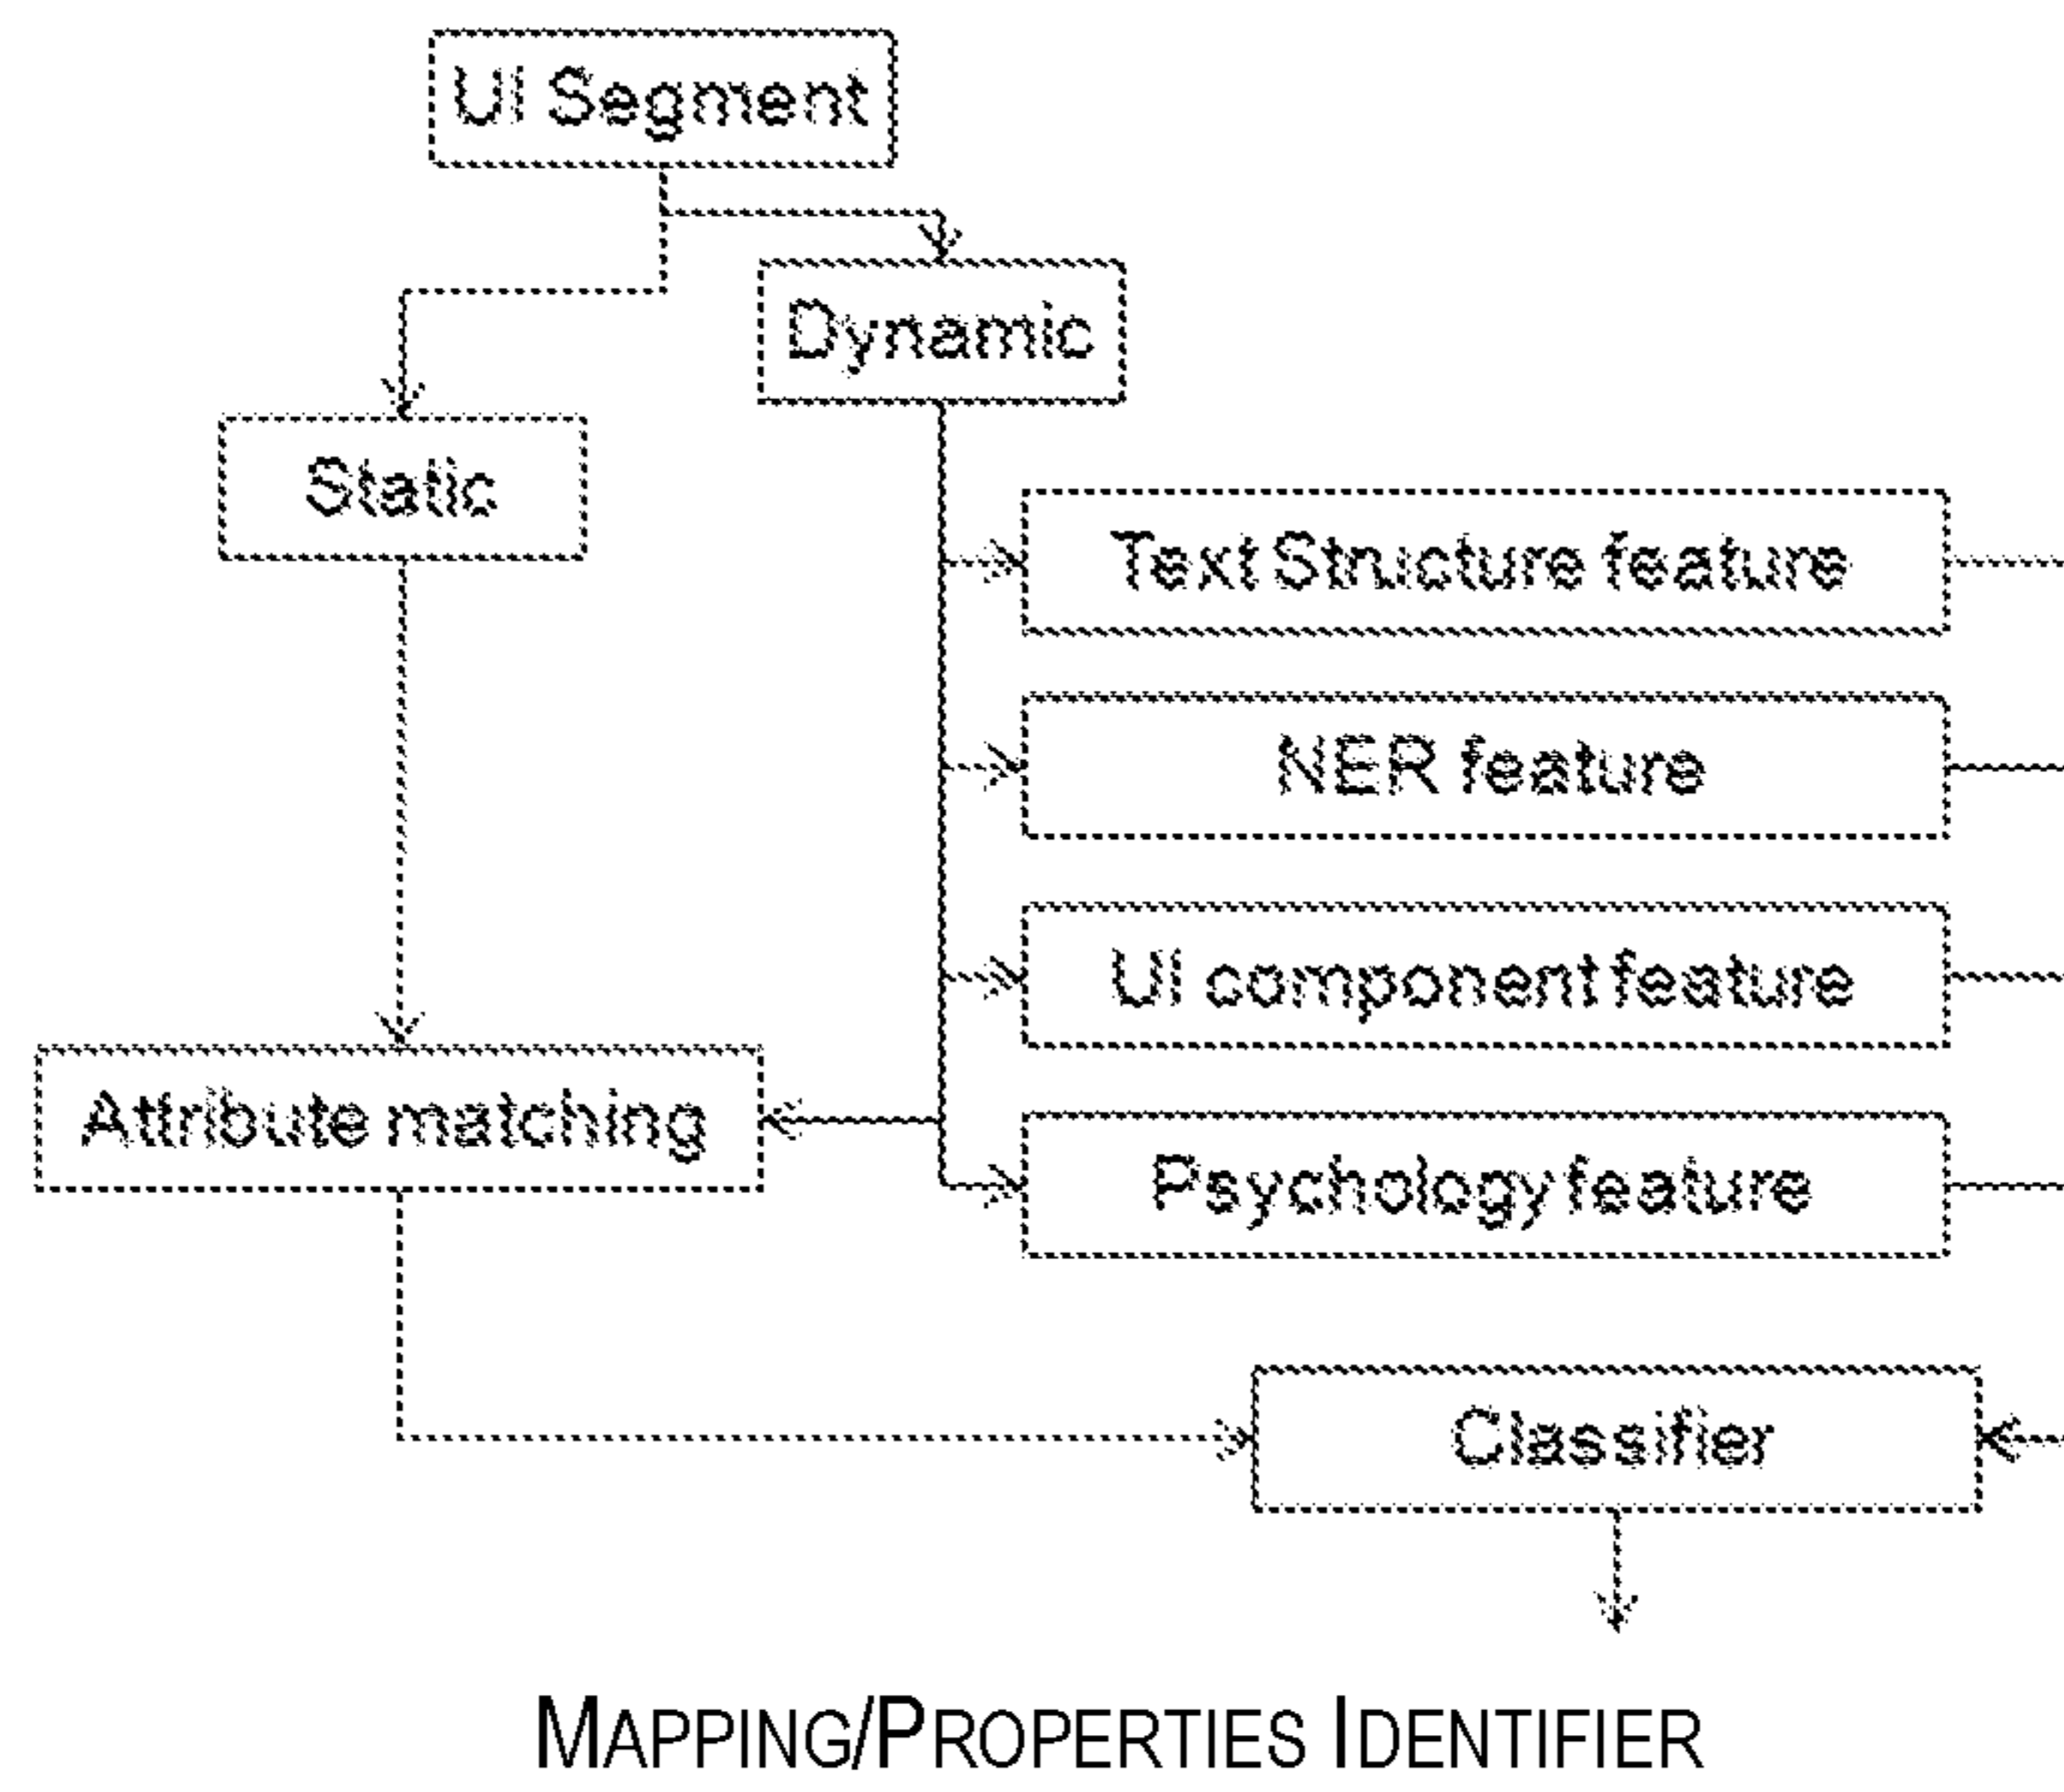 UI Segment
Dynamic
Static
Text Structure feature
NER feature
UI component feature
Attribute matching
Psychology feature
Classifier
MAPPING/PROPERTIES IDENTIFIER